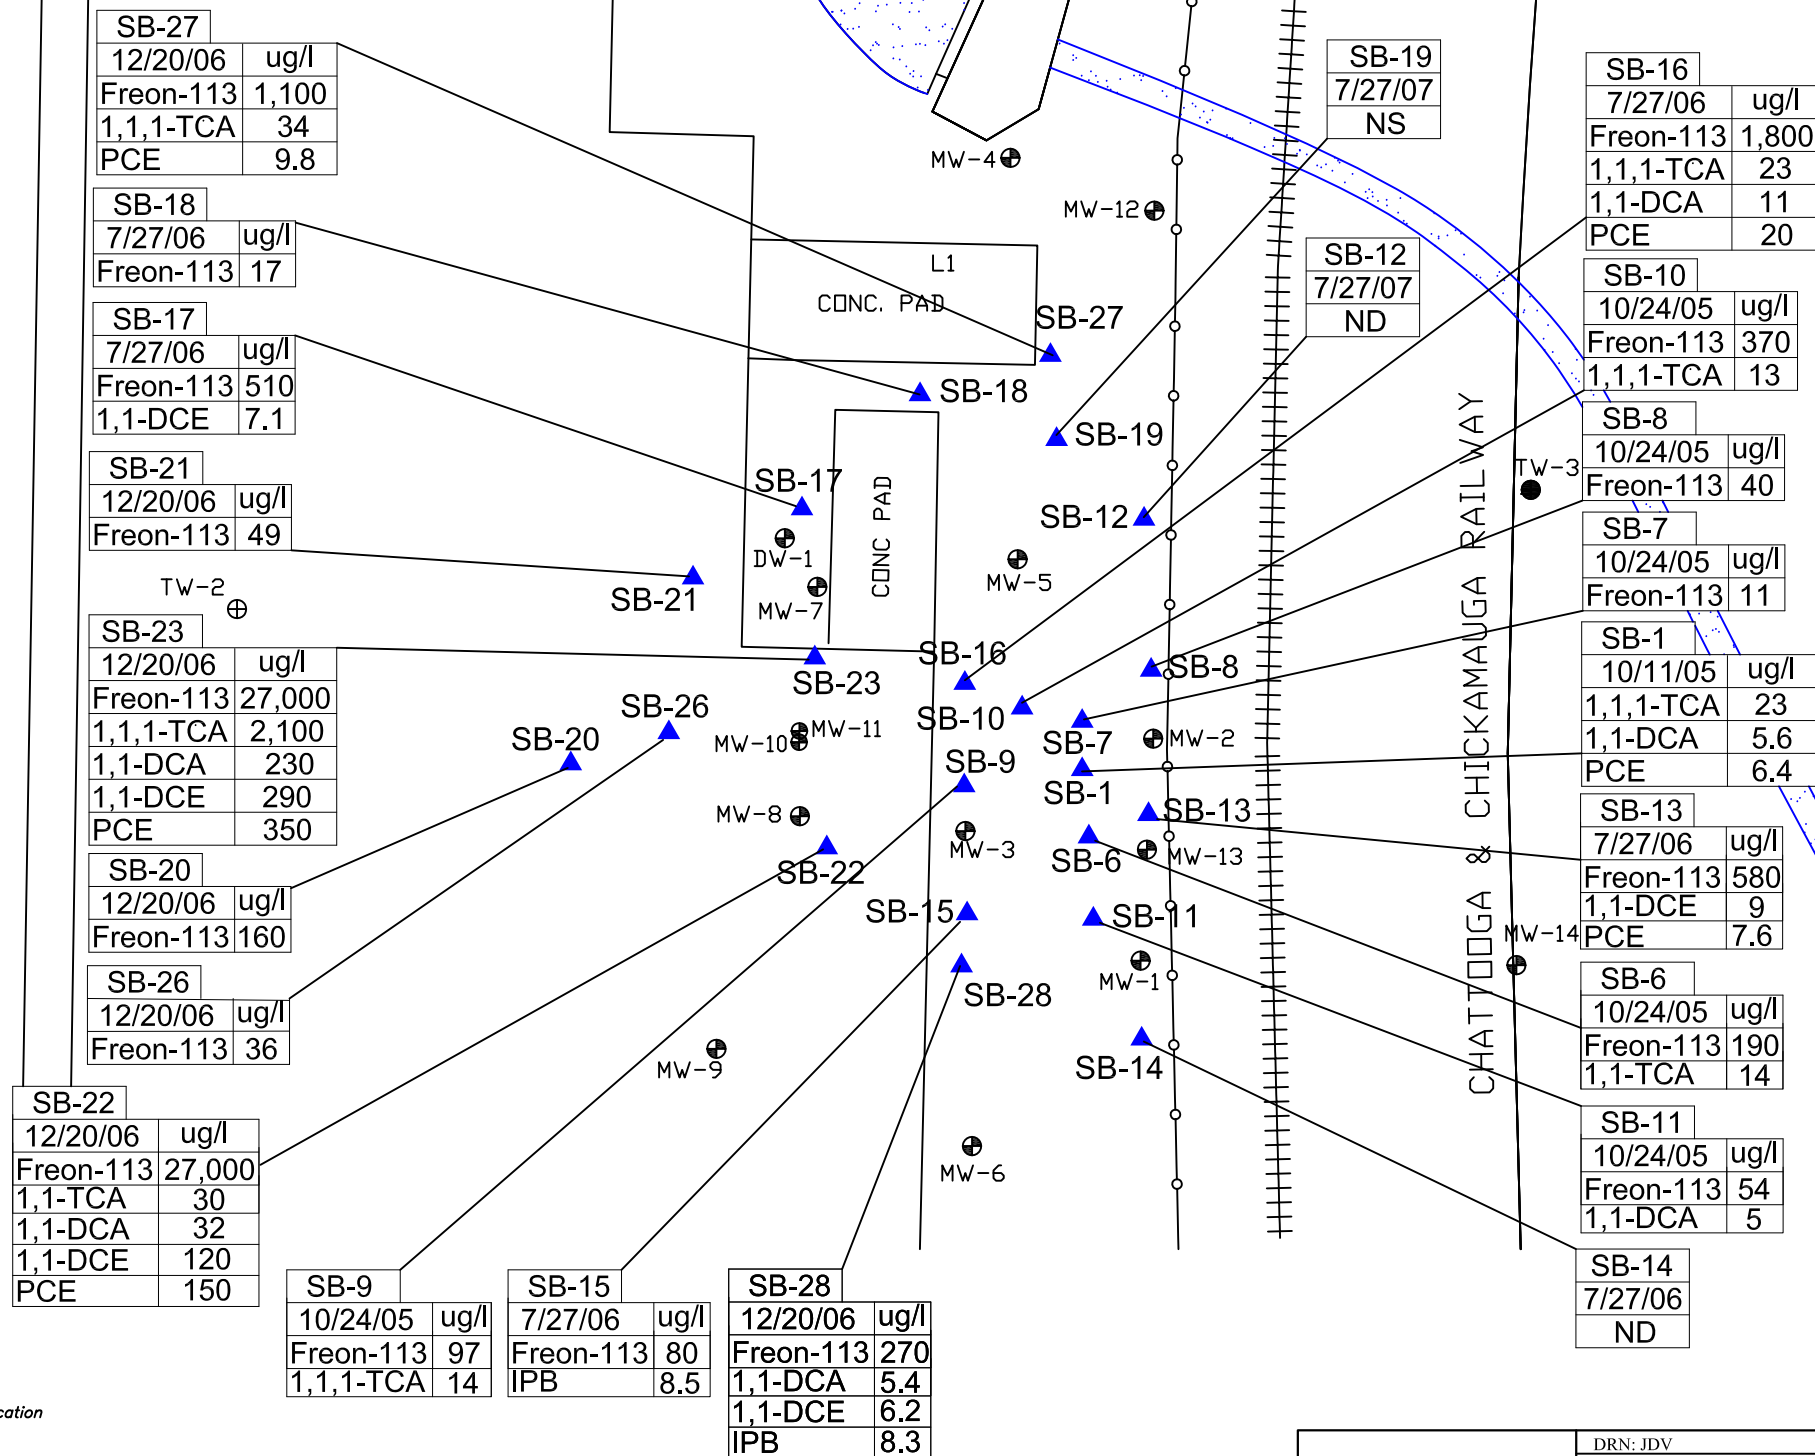 SB-27
12/20/06 ug/l
Freon-113 1,100
1,1,1-TCA 34
PCE 9.8
SB-18
7/27/06 ug/l
Freon-113 17
SB-17
7/27/06 ug/l
Freon-113 510
1,1-DCE 7.1
SB-21
12/20/06 ug/l
Freon-113 49
TW-2
SB-23
12/20/06 ug/l
Freon-113 27,000
1,1,1-TCA 2,100
1,1-DCA 230
1,1-DCE 290
PCE 350
SB-20
12/20/06 ug/l
Freon-113 160
SB-26
12/20/06 ug/l
Freon-113 36
SB-22
12/20/06 ug/l
Freon-113 27,000
1,1-TCA 30
1,1-DCA 32
1,1-DCE 120
PCE 150
SB-9
10/24/05 ug/l
Freon-113 97
1,1,1-TCA 14
SB-15
7/27/06 ug/l
Freon-113 80
IPB 8.5
SB-28
12/20/06 ug/l
Freon-113 270
1,1-DCA 5.4
1,1-DCE 6.2
IPB 8.3
MW-4
MW-12
L1
CONC. PAD
SB-27
SB-18
SB-19
SB-17
CONC PAD
SB-12
DW-1
MW-5
MW-7
SB-21
SB-16
SB-8
SB-23
SB-10
SB-26
SB-20
MW-11
MW-10
SB-7
MW-2
SB-9
SB-1
MW-8
SB-13
MW-3
SB-6
MW-13
SB-22
SB-15
SB-11
MW-1
SB-28
MW-9
SB-14
MW-6
CHATTOOGA & CHICKAMAUGA RAILWAY
TW-3
MW-14
SB-19
7/27/07
NS
SB-12
7/27/07
ND
SB-16
7/27/06 ug/l
Freon-113 1,800
1,1,1-TCA 23
1,1-DCA 11
PCE 20
SB-10
10/24/05 ug/l
Freon-113 370
1,1,1-TCA 13
SB-8
10/24/05 ug/l
Freon-113 40
SB-7
10/24/05 ug/l
Freon-113 11
SB-1
10/11/05 ug/l
1,1,1-TCA 23
1,1-DCA 5.6
PCE 6.4
SB-13
7/27/06 ug/l
Freon-113 580
1,1-DCE 9
PCE 7.6
SB-6
10/24/05 ug/l
Freon-113 190
1,1-TCA 14
SB-11
10/24/05 ug/l
Freon-113 54
1,1-DCA 5
SB-14
7/27/06
ND
cation
DRN: JDV